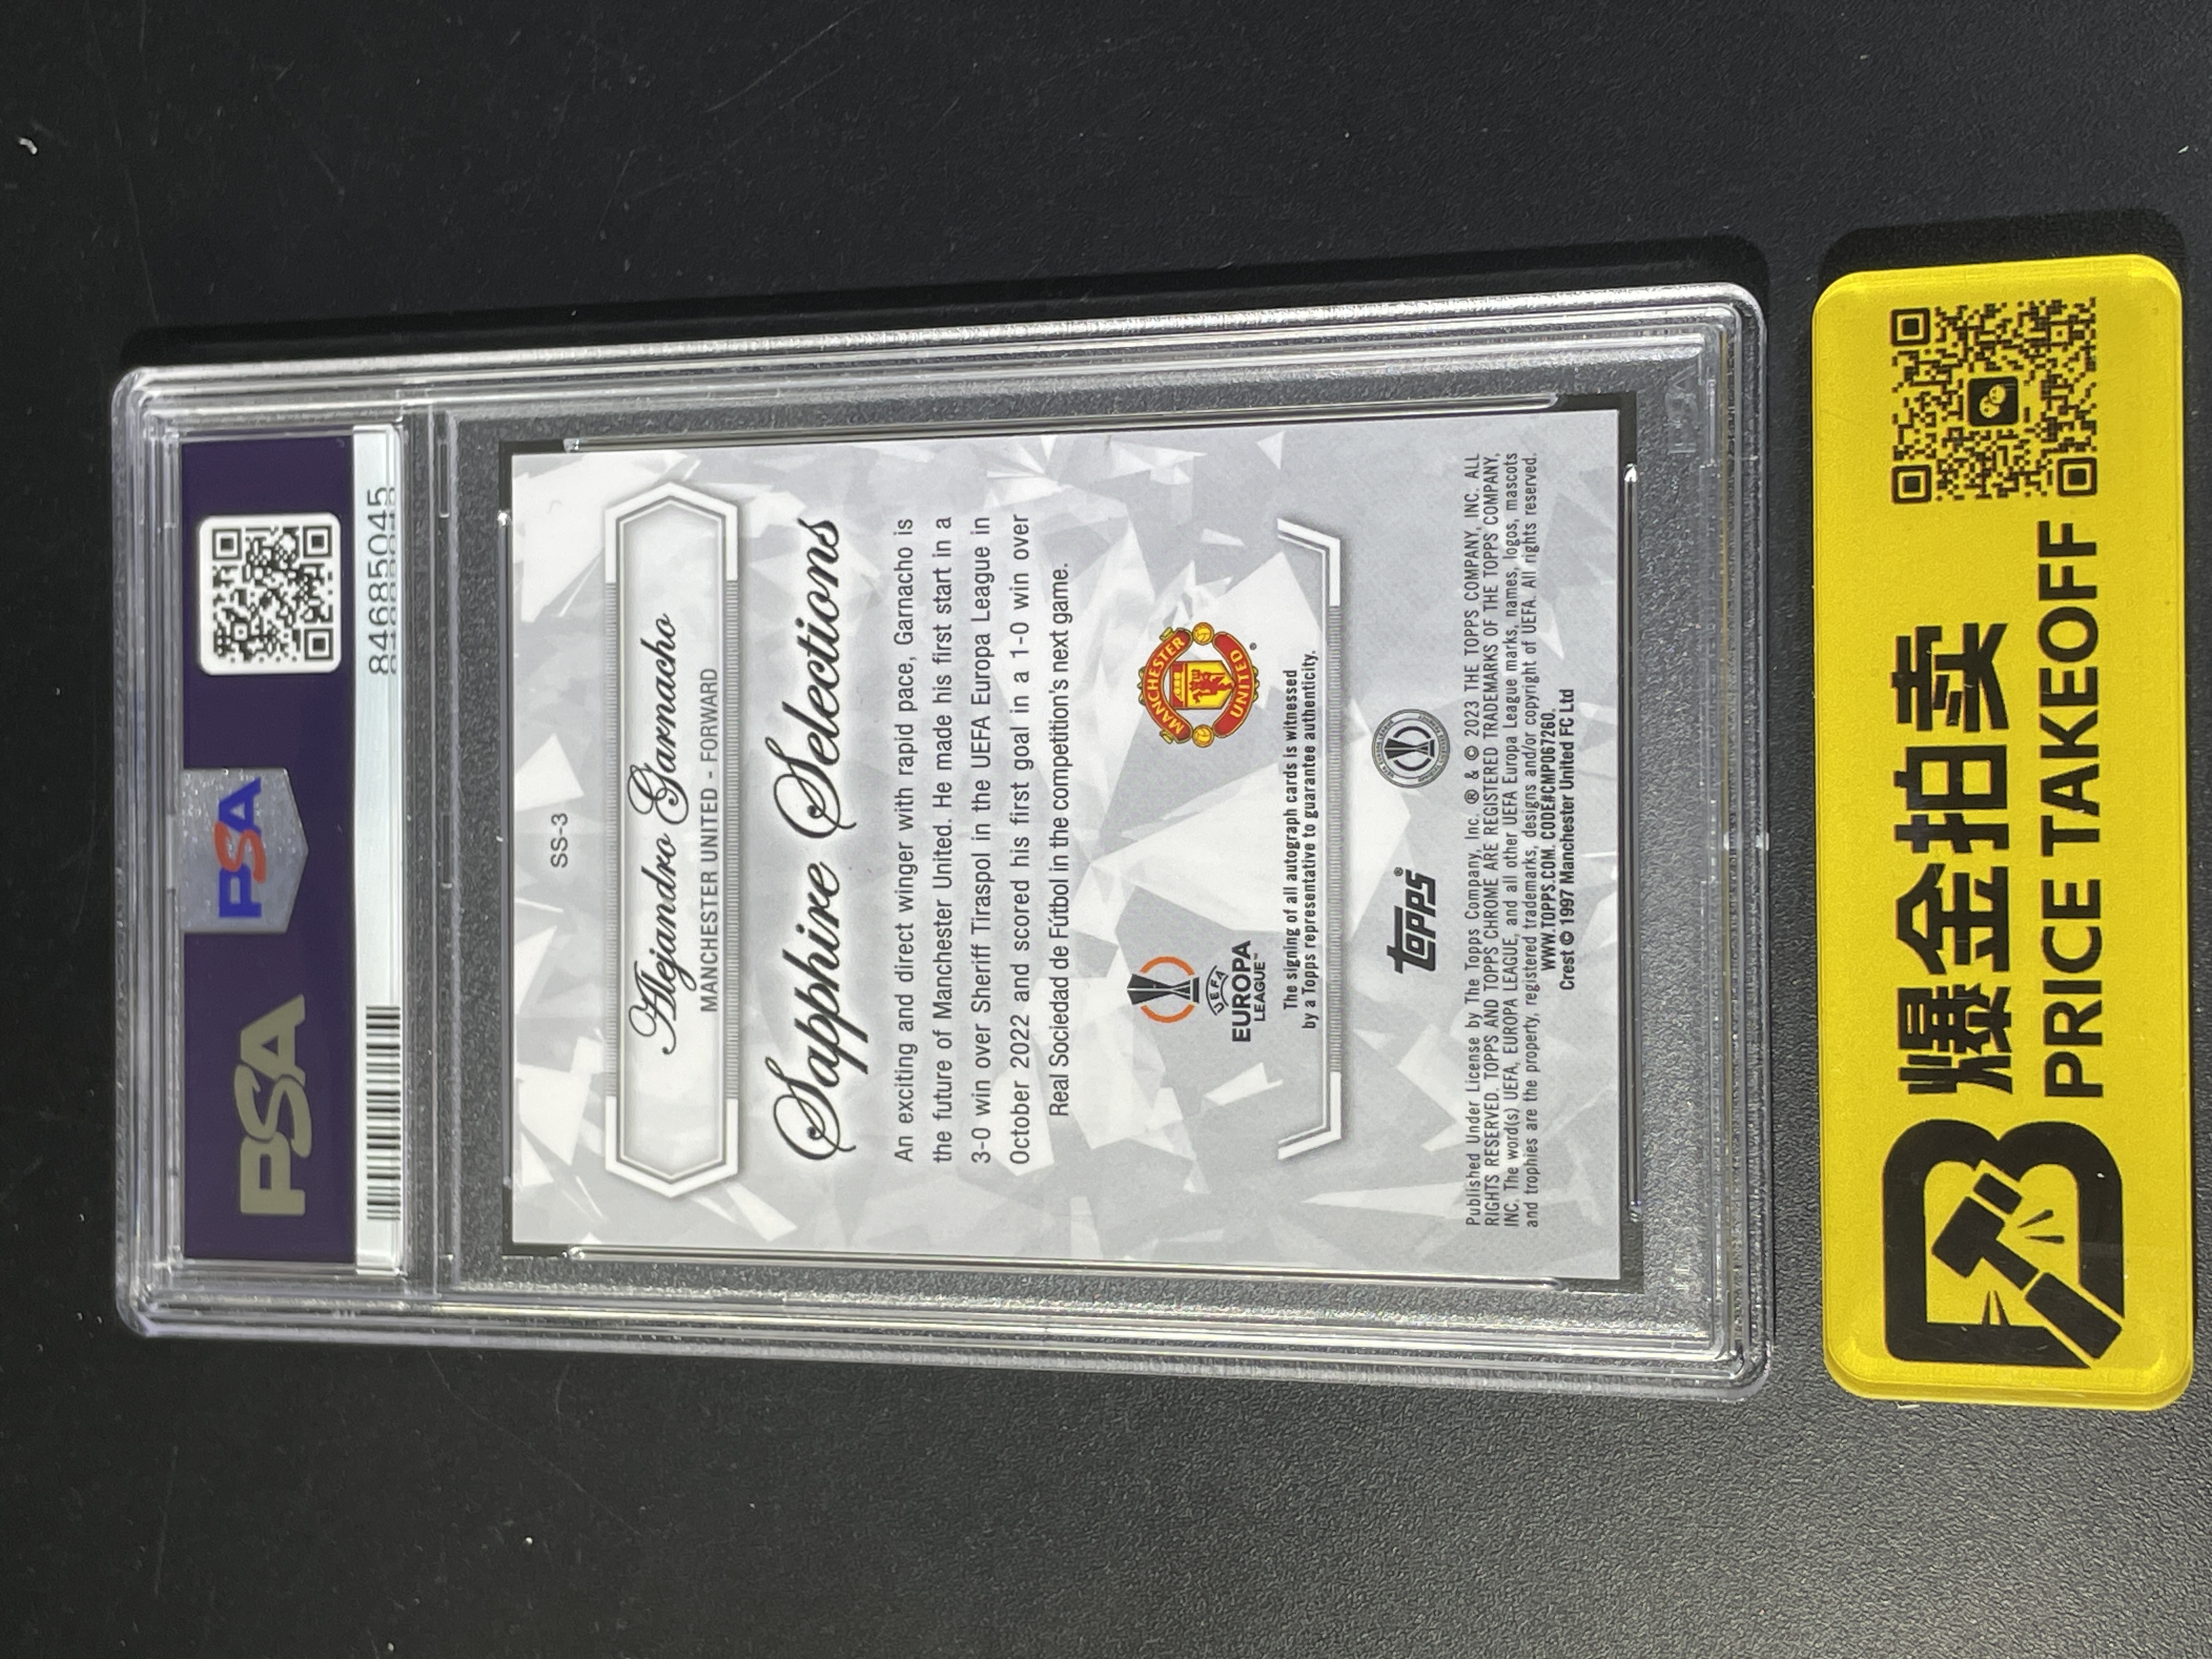 PSA
PSA
84685045
SS-3
Alejandro Garnacho
MANCHESTER UNITED - FORWARD
Sapphire Selections
An exciting and direct winger with rapid pace, Garnacho is
the future of Manchester United. He made his first start in a
3-0 win over Sheriff Tiraspol in the UEFA Europa League in
October 2022 and scored his first goal in a 1-0 win over
Real Sociedad de Fútbol in the competition's next game.
UEFA
EUROPA
LEAGUE™
MANCHESTER
UNITED
®
The signing of all autograph cards is witnessed
by a Topps representative to guarantee authenticity.
topps®
Published Under License by The Topps Company, Inc. ® & © 2023 THE TOPPS COMPANY, INC. ALL
RIGHTS RESERVED. TOPPS AND TOPPS CHROME ARE REGISTERED TRADEMARKS OF THE TOPPS COMPANY,
INC. The word(s) UEFA, EUROPA LEAGUE, and all other UEFA Europa League marks, names, logos, mascots
and trophies are the property, registered trademarks, designs and/or copyright of UEFA. All rights reserved.
WWW.TOPPS.COM. CODE#CMP067260.
Crest © 1997 Manchester United FC Ltd
爆金拍卖
PRICE TAKEOFF